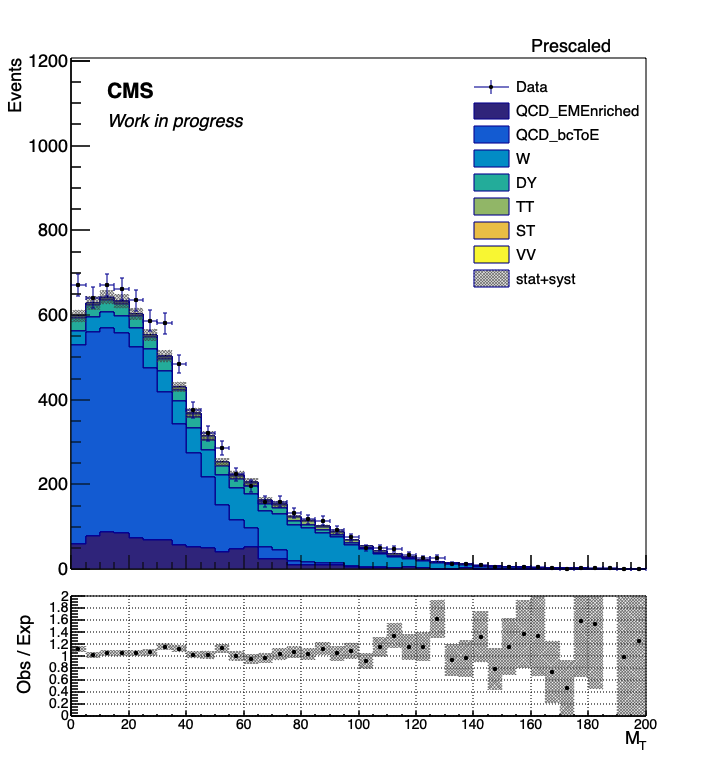 Prescaled
Events
1200
1000
800
600
400
200
0
CMS
Work in progress
Data
QCD_EMEnriched
QCD_bcToE
W
DY
TT
ST
VV
stat+syst
Obs / Exp
2
1.8
1.6
1.4
1.2
1
0.8
0.6
0.4
0.2
0
0 20 40 60 80 100 120 140 160 180 200
M_T